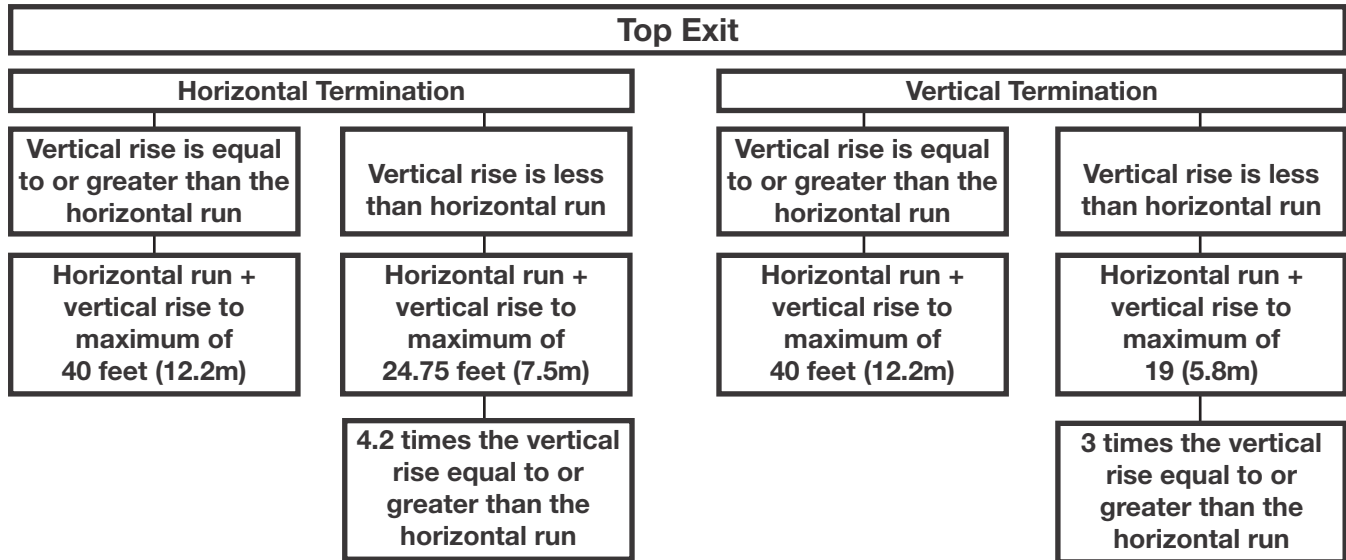 Top Exit
Horizontal Termination
Vertical Termination
Vertical rise is equal
to or greater than the
horizontal run
Vertical rise is less
than horizontal run
Vertical rise is equal
to or greater than the
horizontal run
Vertical rise is less
than horizontal run
Horizontal run +
vertical rise to
maximum of
40 feet (12.2m)
Horizontal run +
vertical rise to
maximum of
24.75 feet (7.5m)
Horizontal run +
vertical rise to
maximum of
40 feet (12.2m)
Horizontal run +
vertical rise to
maximum of
19 (5.8m)
4.2 times the vertical
rise equal to or
greater than the
horizontal run
3 times the vertical
rise equal to or
greater than the
horizontal run